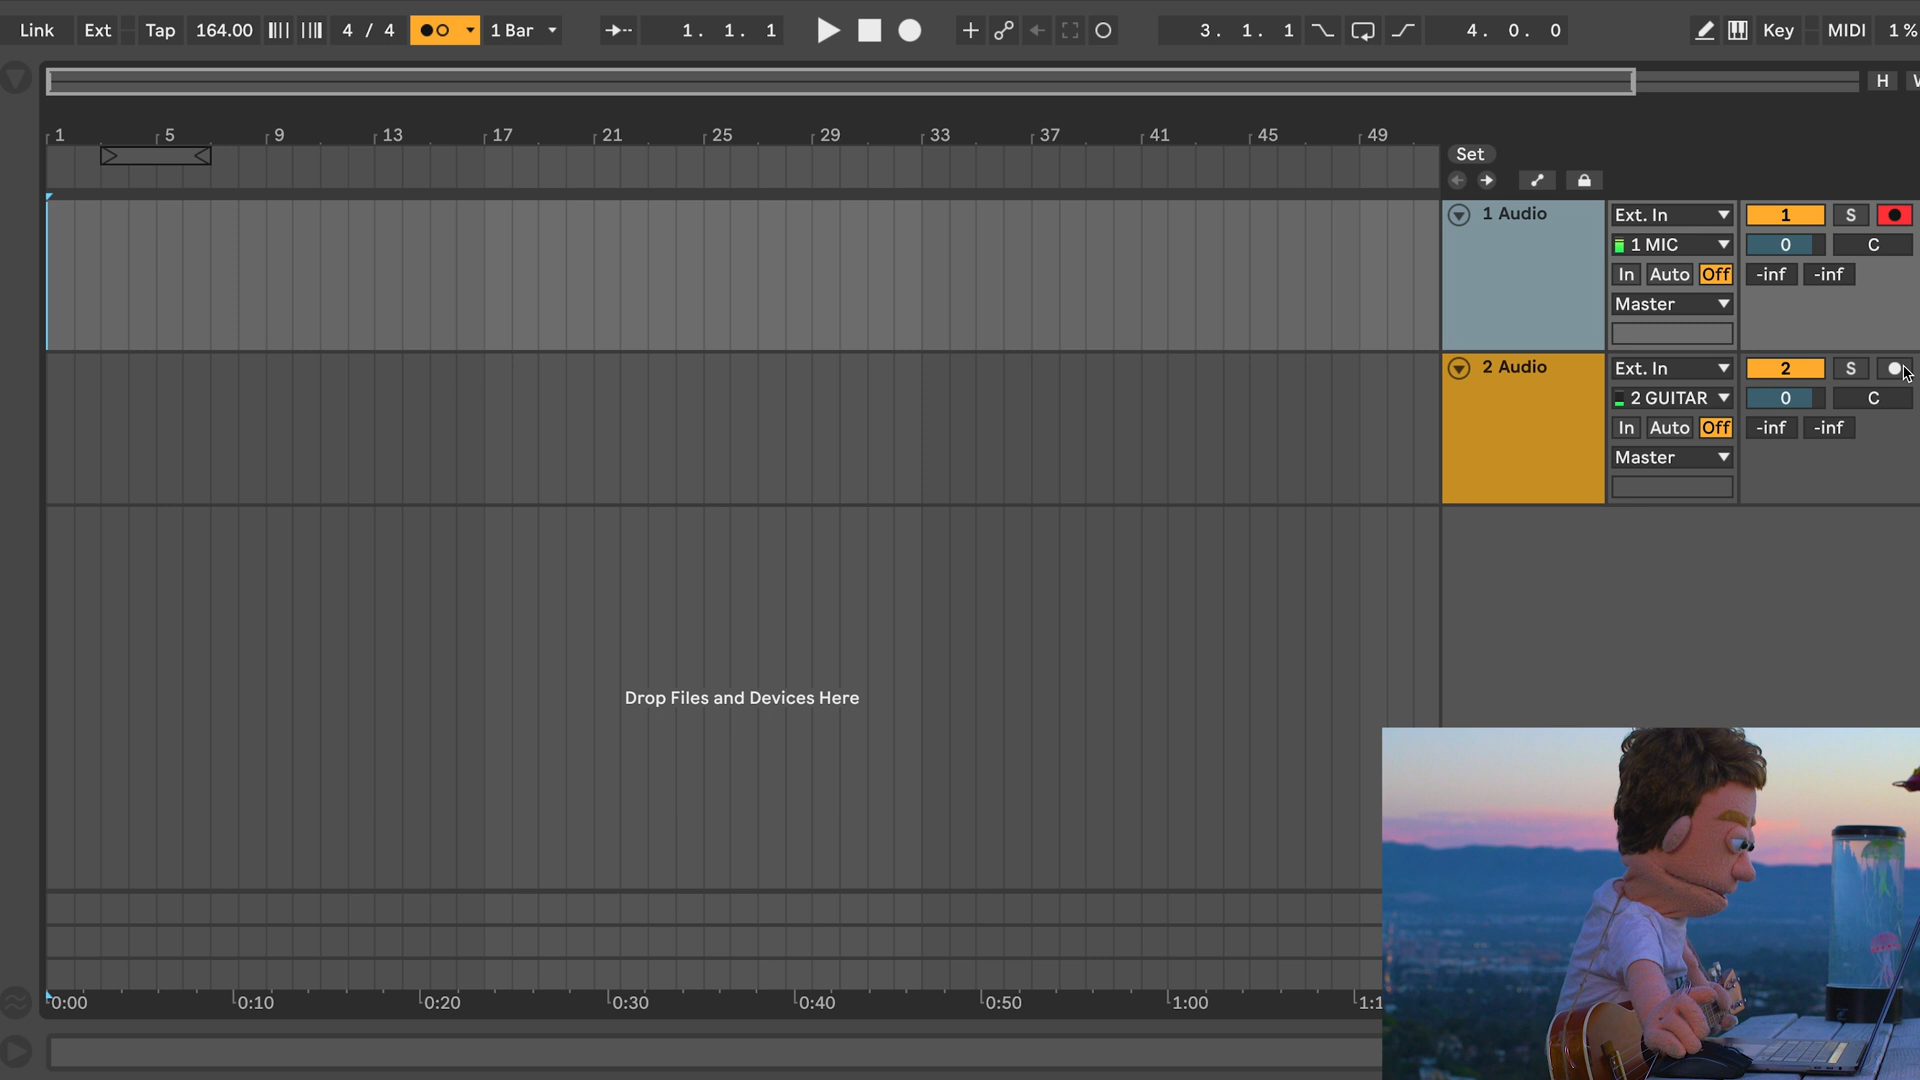 Link Ext Tap 164.00 4 / 4 1 Bar 1. 1. 1 3. 1. 1 4. 0. 0 Key MIDI 1 %
H
1 5 9 13 17 21 25 29 33 37 41 45 49
Set
1 Audio Ext. In 1 S
1 MIC 0 C
In Auto Off -inf -inf
Master
2 Audio Ext. In 2 S
2 GUITAR 0 C
In Auto Off -inf -inf
Master
Drop Files and Devices Here
0:00 0:10 0:20 0:30 0:40 0:50 1:00 1:1